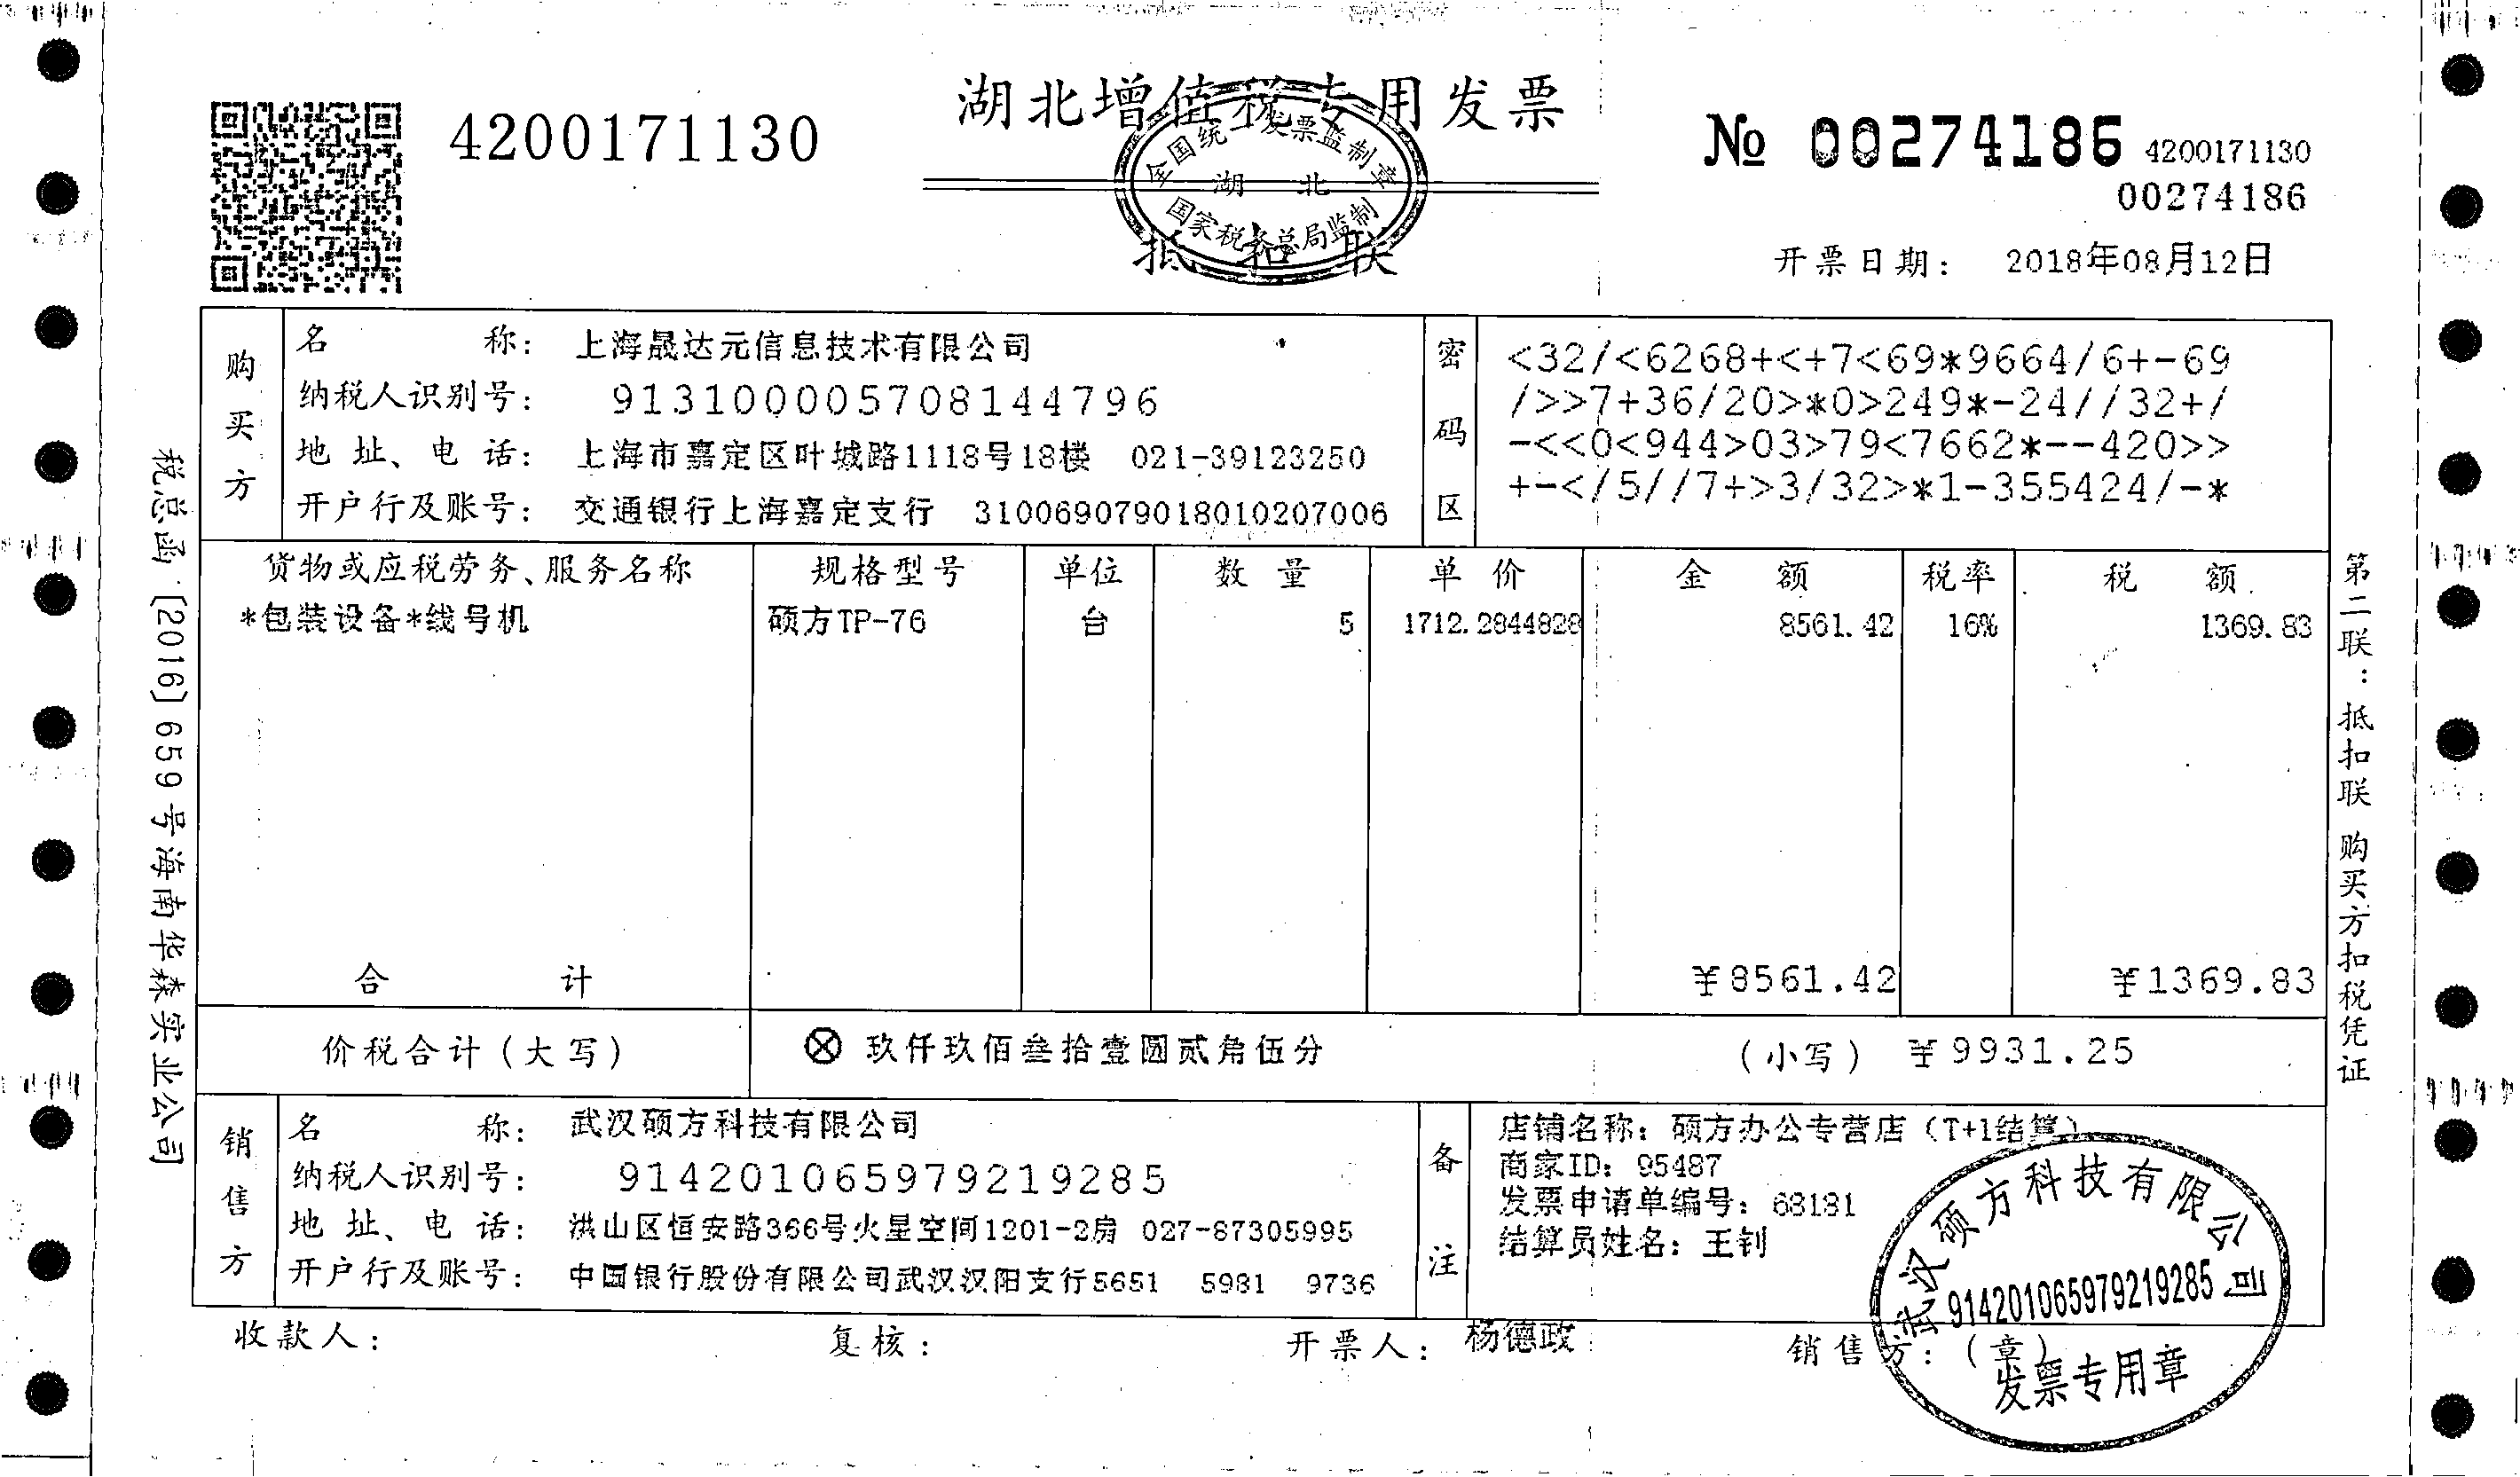 湖北增值税专用发票
4200171130
№ 00274186 4200171130
00274186
全国统一发票监制章
湖 北
国家税务总局监制
抵扣联
开票日期: 2018年08月12日
购买方
名 称: 上海晟达元信息技术有限公司
纳税人识别号: 913100005708144796
地 址、电 话: 上海市嘉定区叶城路1118号18楼 021-39123250
开户行及账号: 交通银行上海嘉定支行 310069079018010207006
密码区
<32/<6268+<+7<69*9664/6+-69
/>>7+36/20>*0>249*-24//32+/
-<<0<944>03>79<7662*--420>>
+-</5//7+>3/32>*1-355424/-*
货物或应税劳务、服务名称 规格型号 单位 数 量 单 价 金 额 税率 税 额
*包装设备*线号机 硕方TP-76 台 5 1712.2844828 8561.42 16% 1369.83
合 计 ¥8561.42 ¥1369.83
价税合计(大写) ⊗ 玖仟玖佰叁拾壹圆贰角伍分 (小写) ¥9931.25
销售方
名 称: 武汉硕方科技有限公司
纳税人识别号: 914201065979219285
地 址、电 话: 洪山区恒安路366号火星空间1201-2房 027-87305995
开户行及账号: 中国银行股份有限公司武汉汉阳支行5651 5981 9736
备注
店铺名称: 硕方办公专营店(T+1结算)
商家ID: 95487
发票申请单编号: 68181
结算员姓名: 王钊
收款人: 复核: 开票人: 杨德政 销售方:(章)
武汉硕方科技有限公司
914201065979219285
发票专用章
税总函[2016]659号海南华森实业公司
第二联:抵扣联 购买方扣税凭证